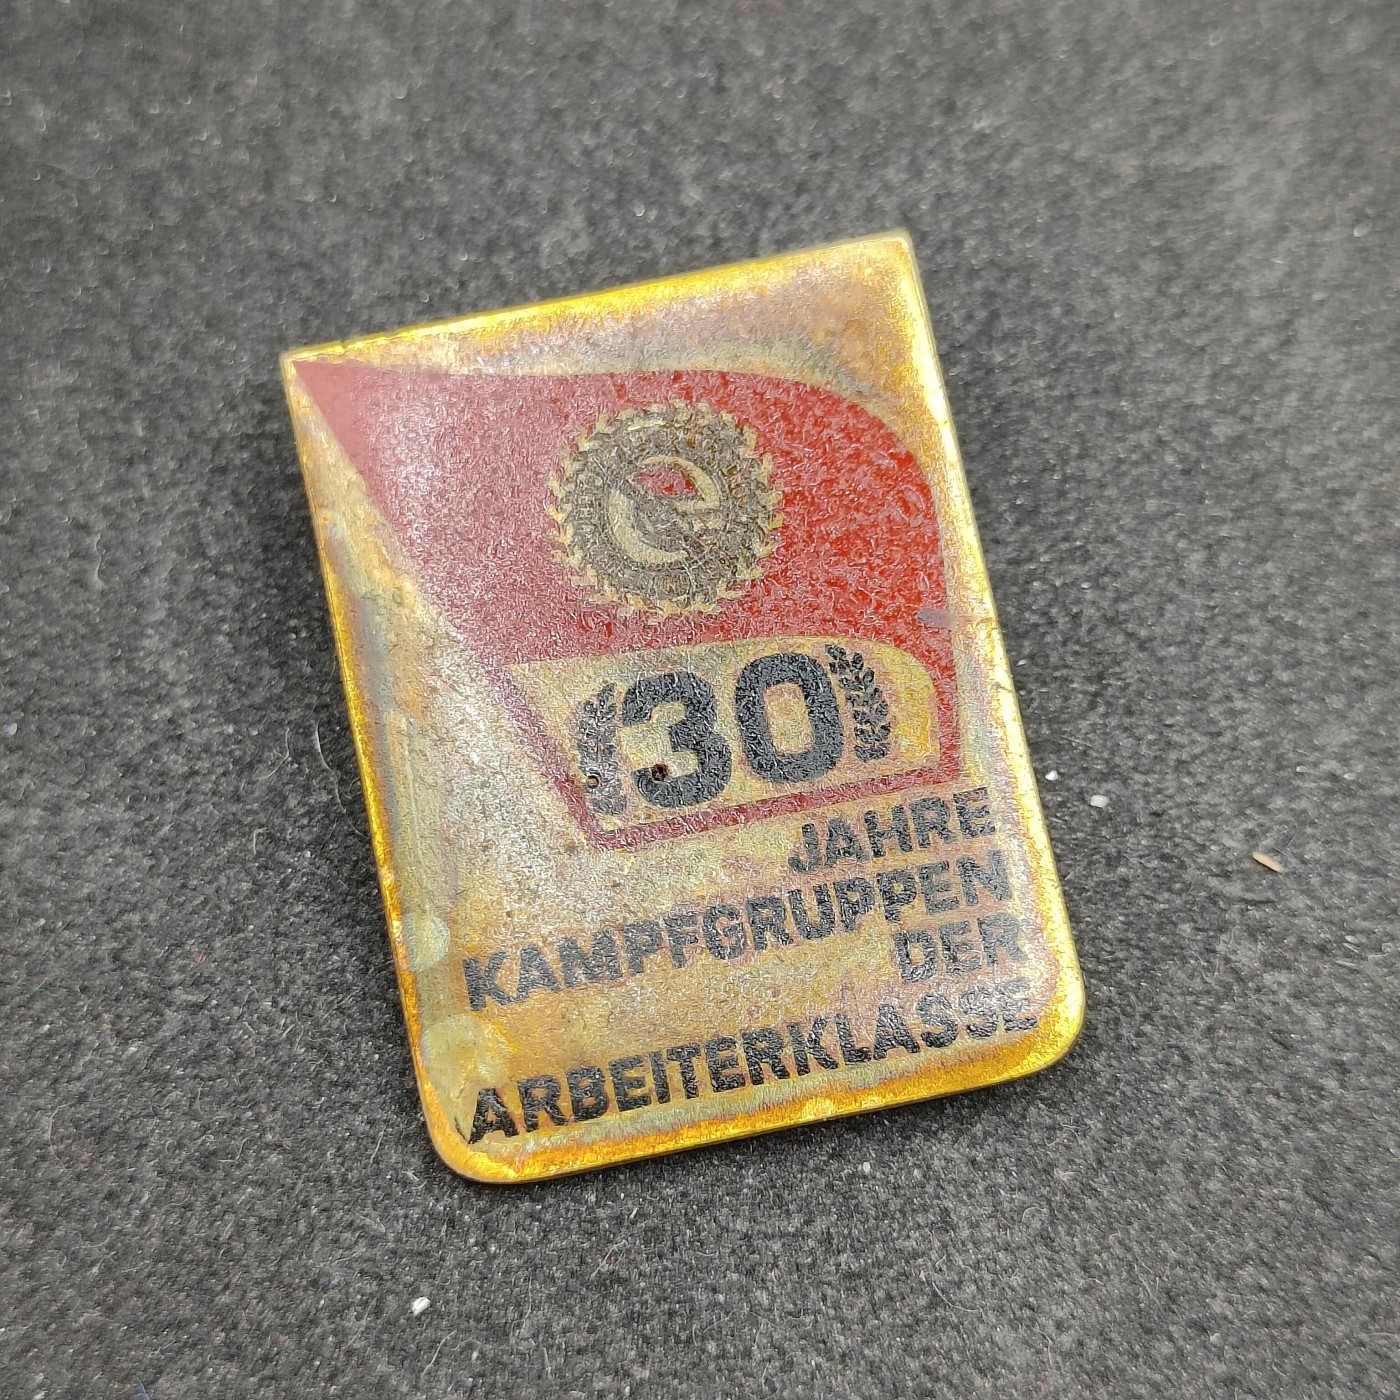 30
JAHRE
KAMPFGRUPPEN
DER
ARBEITERKLASSE